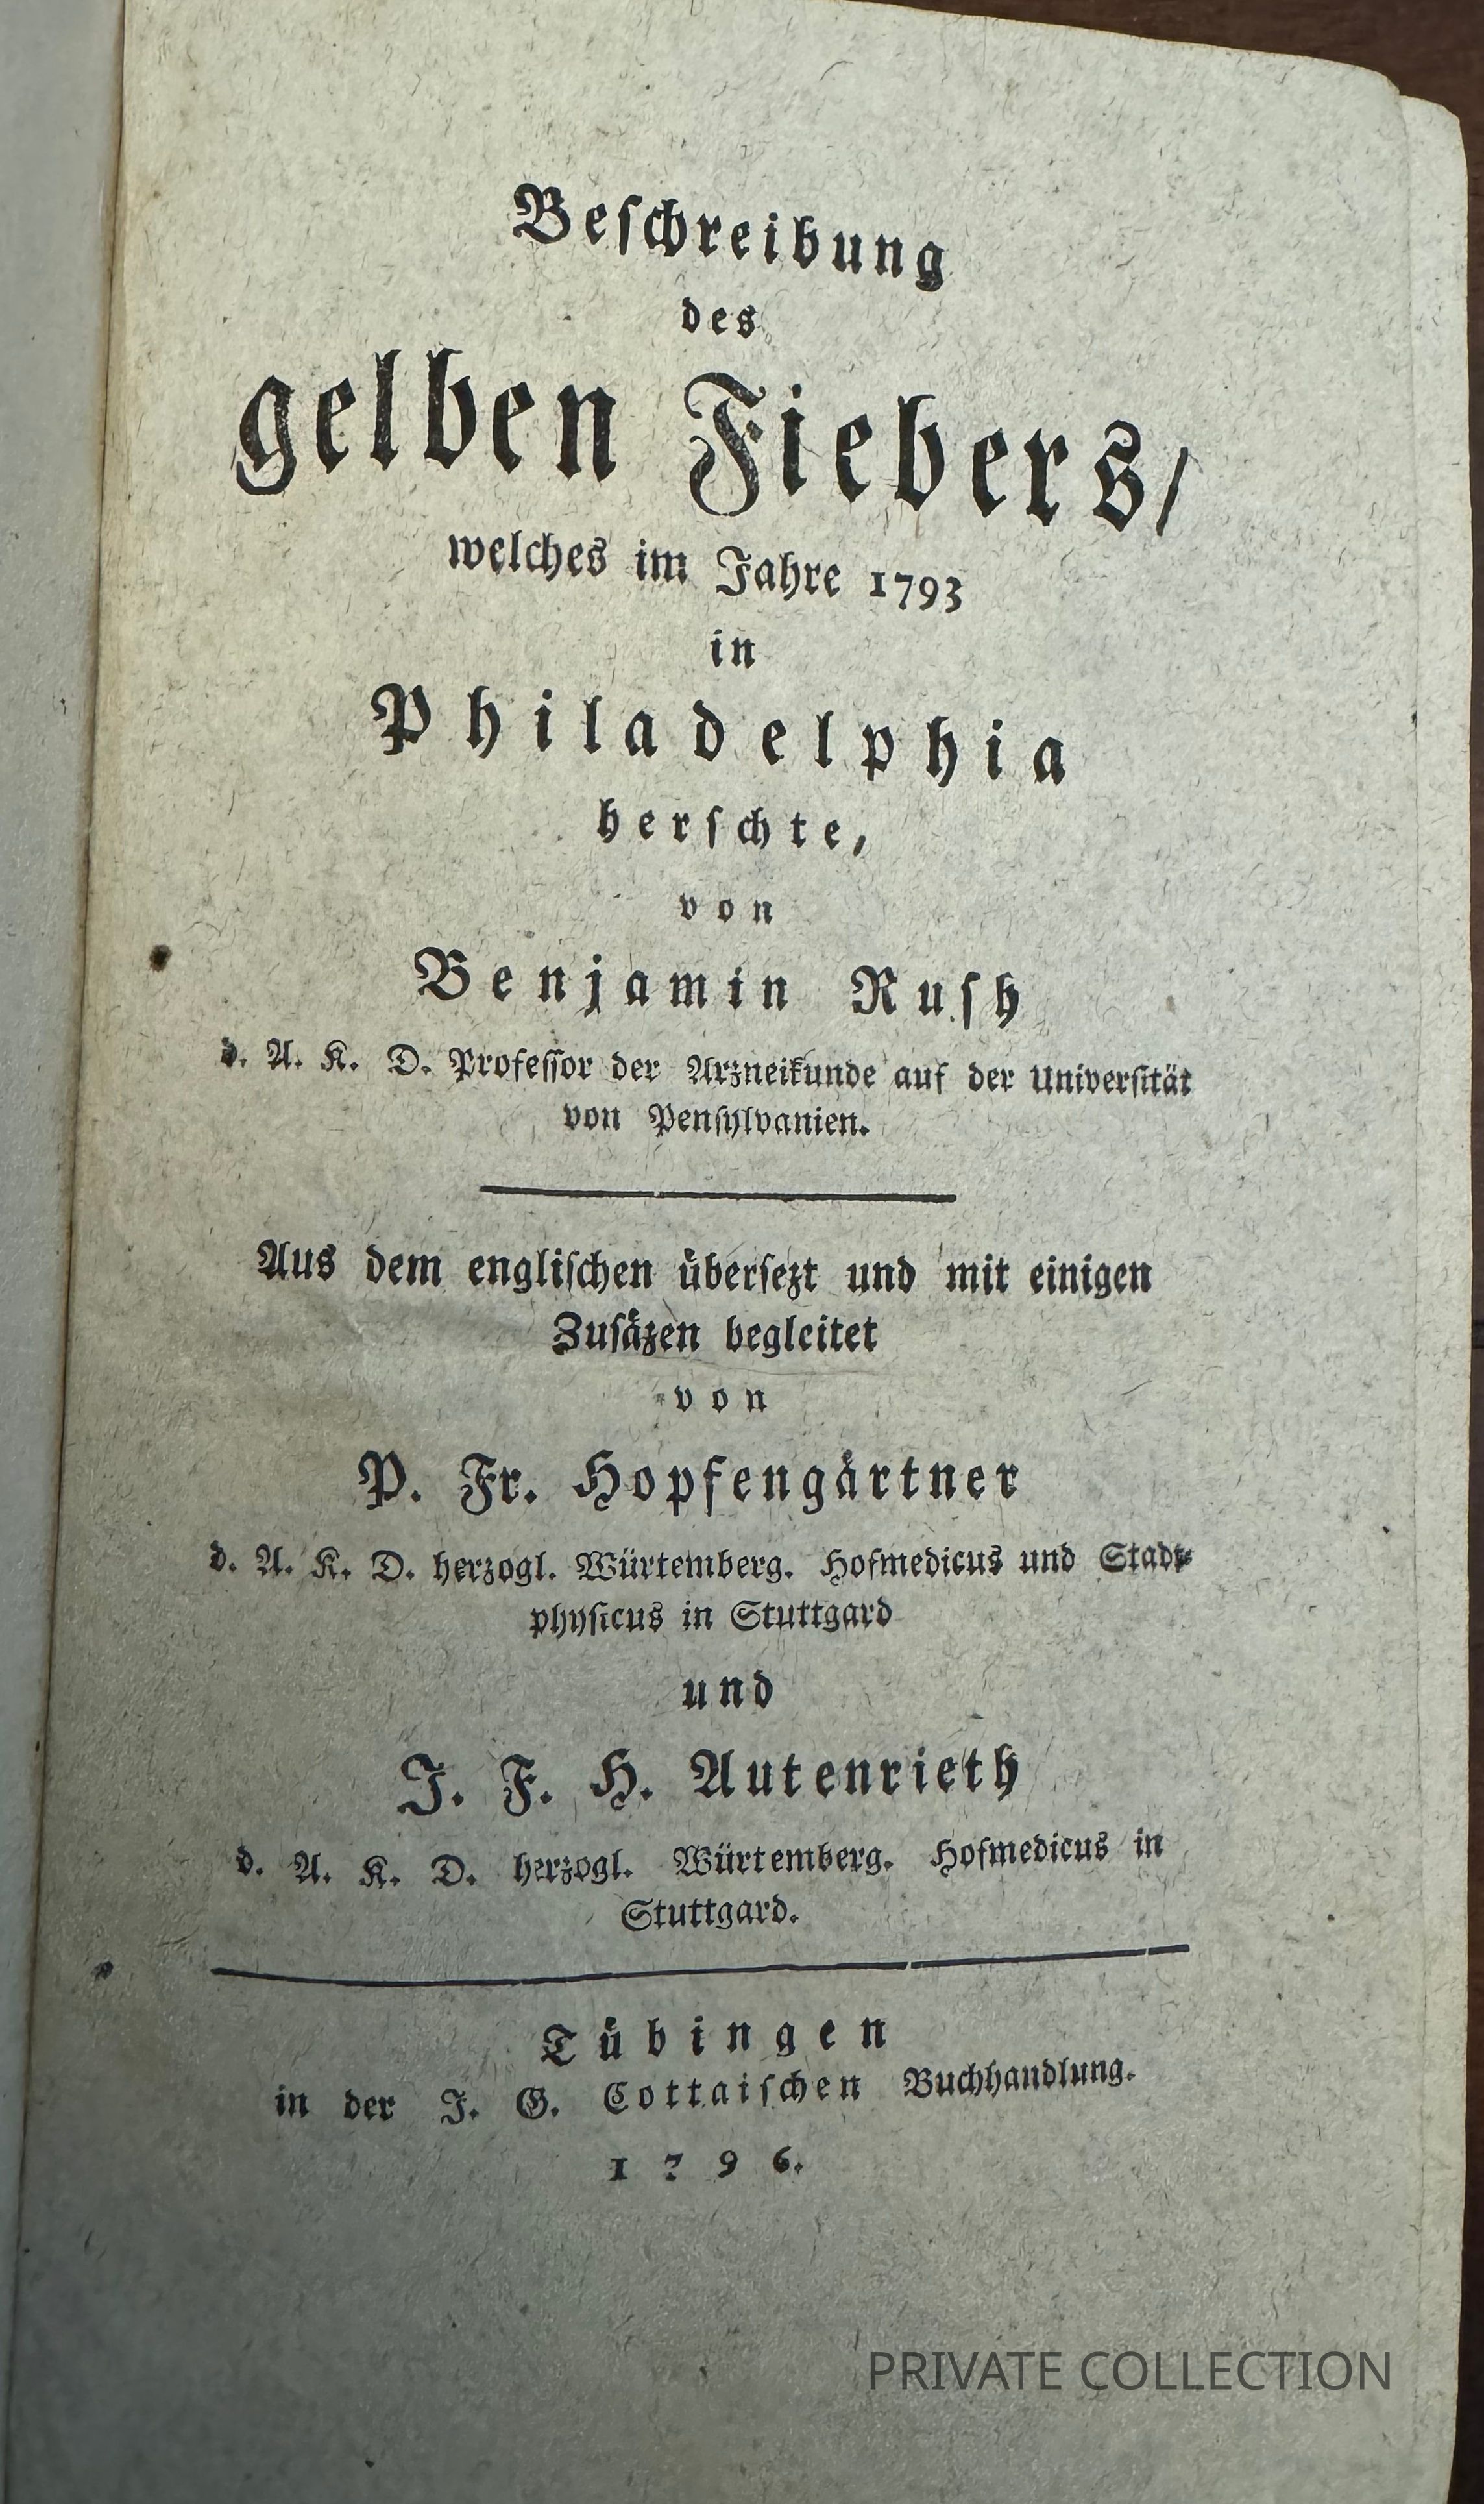 Beſchreibung
des
gelben Fiebers/
welches im Jahre 1793
in
Philadelphia
herſchte,
von
Benjamin Ruſh
d. A. K. D. Profeſſor der Arzneikunde auf der Univerſität
von Penſylvanien.
Aus dem engliſchen überſezt und mit einigen
Zuſäzen begleitet
von
P. Fr. Hopfengärtner
d. A. K. D. herzogl. Würtemberg. Hofmedicus und Stadt⸗
phyſicus in Stuttgard
und
J. F. H. Autenrieth
d. A. K. D. herzogl. Würtemberg. Hofmedicus in
Stuttgard.
Tübingen
in der J. G. Cottaiſchen Buchhandlung.
1796.
PRIVATE COLLECTION